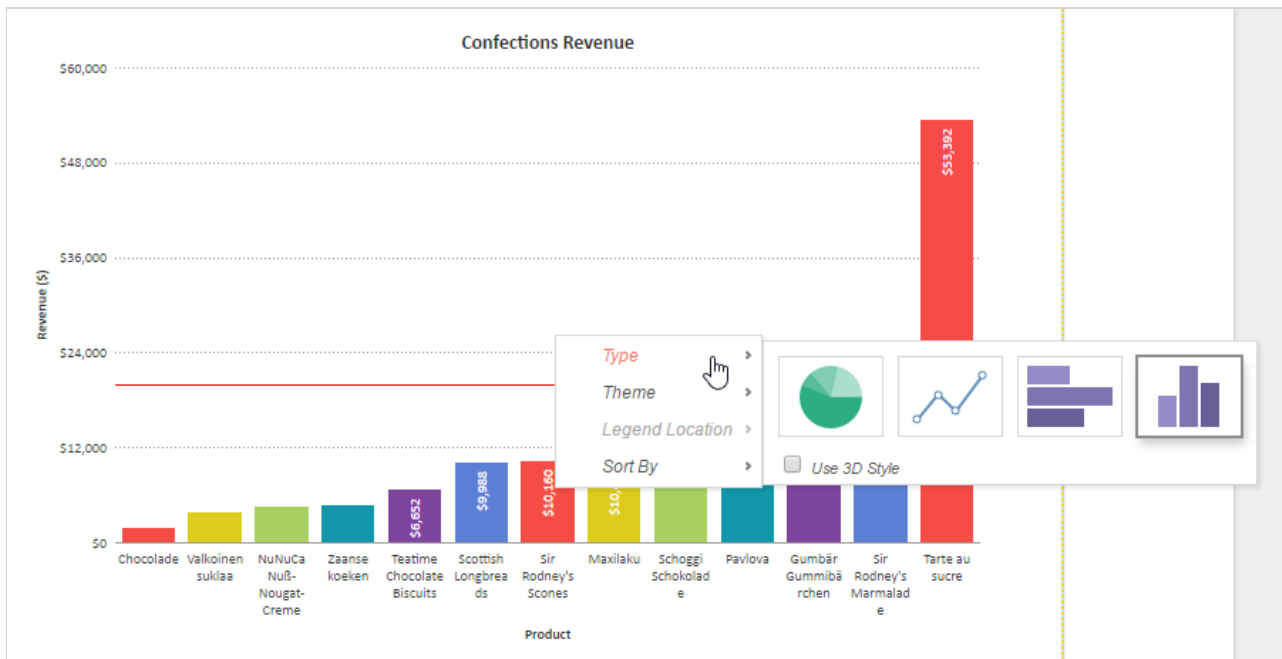 Confections Revenue
$60,000
$48,000
$36,000
$24,000
$12,000
$0
Revenue ($)
$6,652
$9,988
$10,160
$53,392
Type
Theme
Legend Location
Sort By
Use 3D Style
Chocolade
Valkoinen
suklaa
NuNuCa
Nuß-
Nougat-
Creme
Zaanse
koeken
Teatime
Chocolate
Biscuits
Scottish
Longbrea
ds
Sir
Rodney's
Scones
Maxilaku
Schoggi
Schokolad
e
Pavlova
Gumbär
Gummibä
rchen
Sir
Rodney's
Marmalad
e
Tarte au
sucre
Product